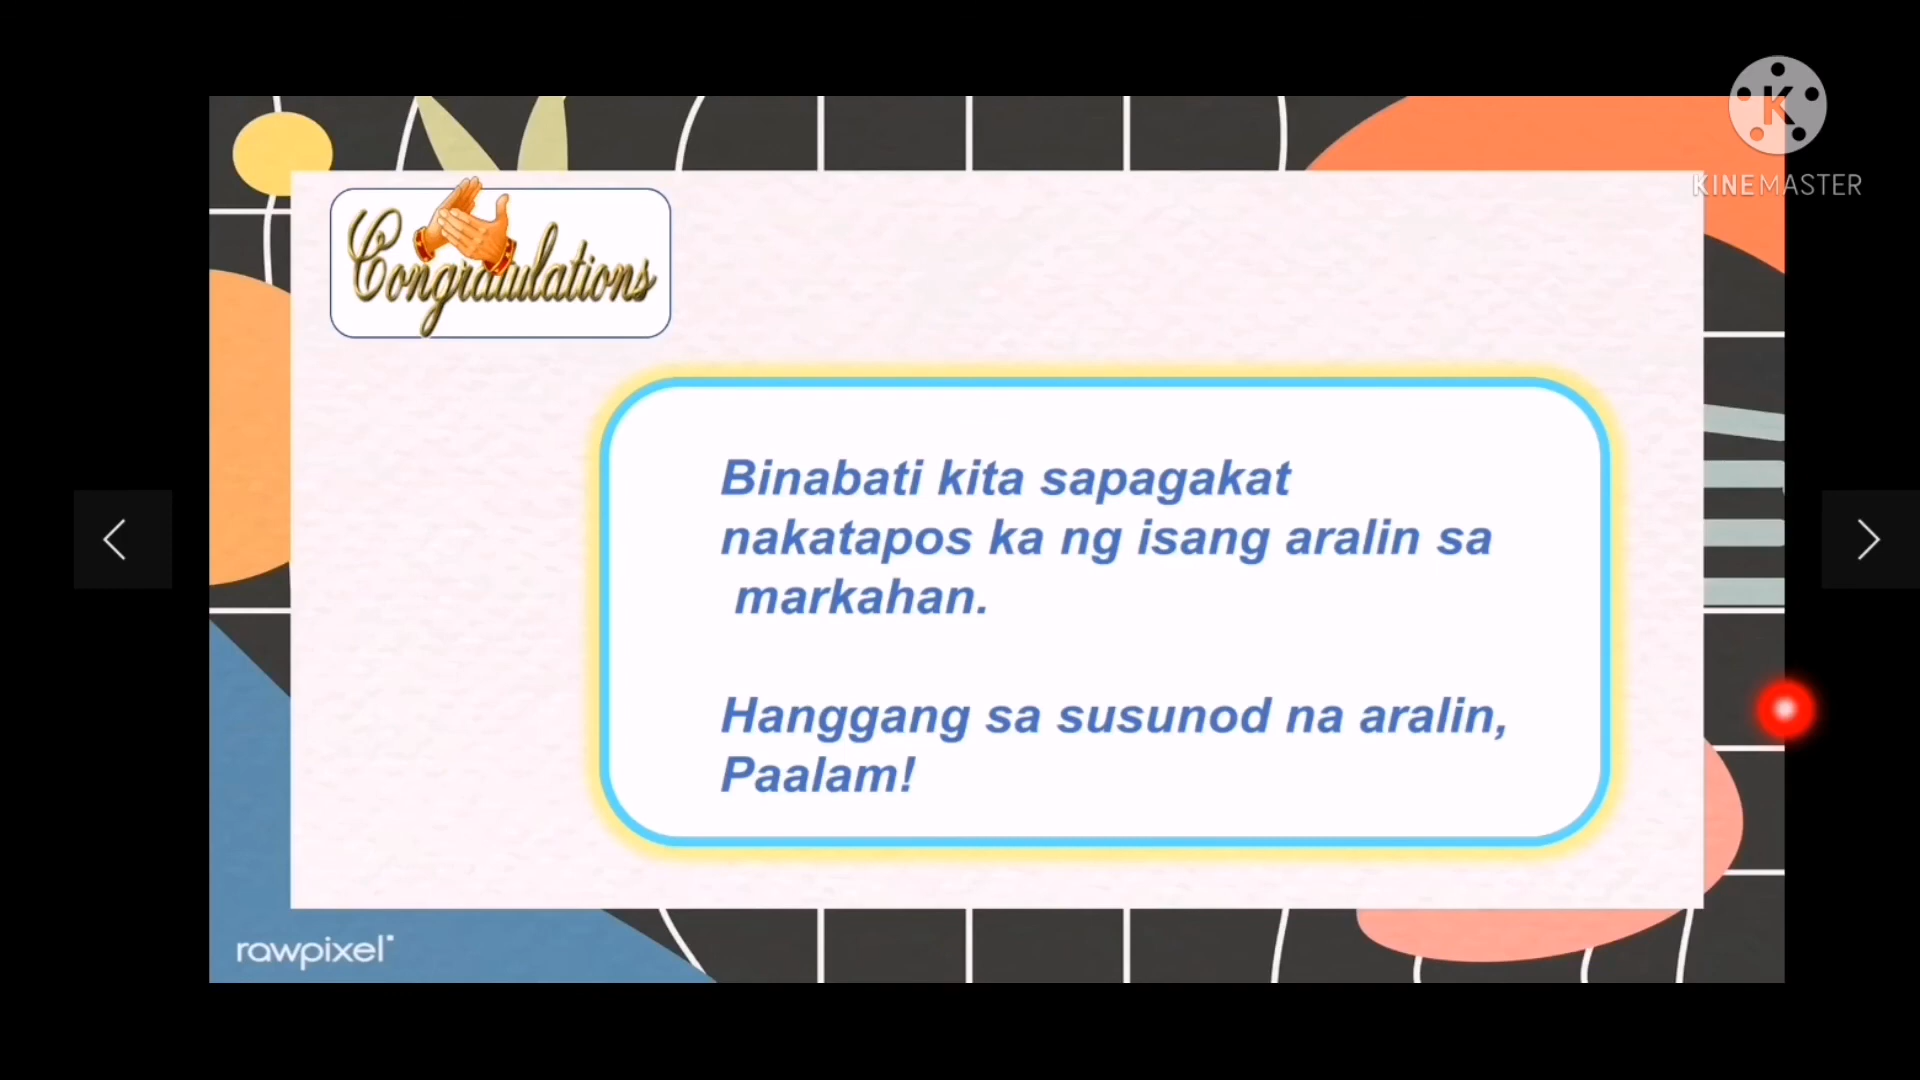 KINEMASTER
Congratulations
Binabati kita sapagakat
nakatapos ka ng isang aralin sa
markahan.
Hanggang sa susunod na aralin,
Paalam!
rawpixel